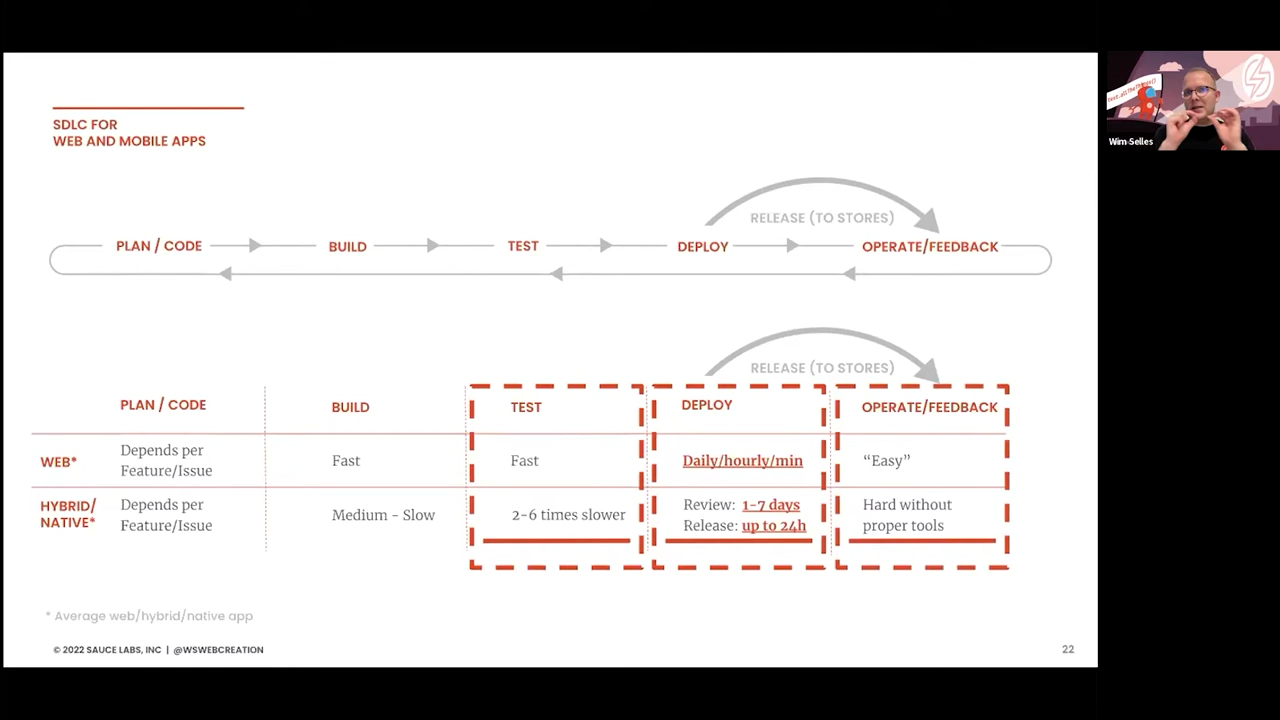 SDLC FOR
WEB AND MOBILE APPS
RELEASE (TO STORES)
PLAN / CODE
BUILD
TEST
DEPLOY
OPERATE/FEEDBACK
RELEASE (TO STORES)
PLAN / CODE
BUILD
TEST
DEPLOY
OPERATE/FEEDBACK
WEB*
Depends per
Feature/Issue
Fast
Fast
Daily/hourly/min
“Easy”
HYBRID/
NATIVE*
Depends per
Feature/Issue
Medium - Slow
2-6 times slower
Review: 1-7 days
Release: up to 24h
Hard without
proper tools
* Average web/hybrid/native app
© 2022 SAUCE LABS, INC | @WSWEBCREATION
22
Wim Selles